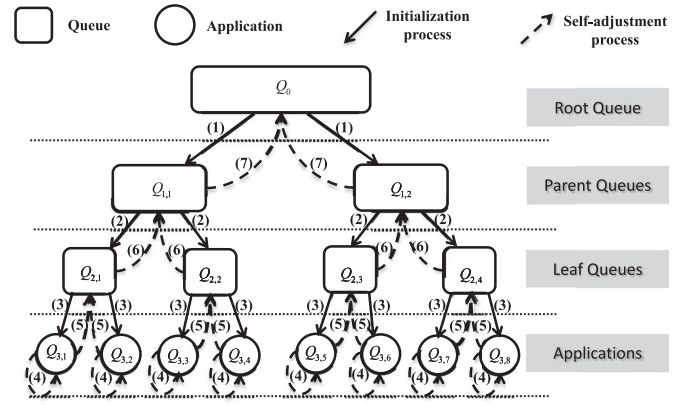 Queue
Application
Initialization
process
Self-adjustment
process
Q0
Root Queue
(1) (1)
(7) (7)
Q1,1 Q1,2
Parent Queues
(2) (2) (2) (2)
(6) (6) (6) (6)
Q2,1 Q2,2 Q2,3 Q2,4
Leaf Queues
(3) (3) (3) (3) (3) (3) (3) (3)
(5) (5) (5) (5) (5) (5) (5) (5)
Q3,1 Q3,2 Q3,3 Q3,4 Q3,5 Q3,6 Q3,7 Q3,8
Applications
(4) (4) (4) (4) (4) (4) (4) (4)